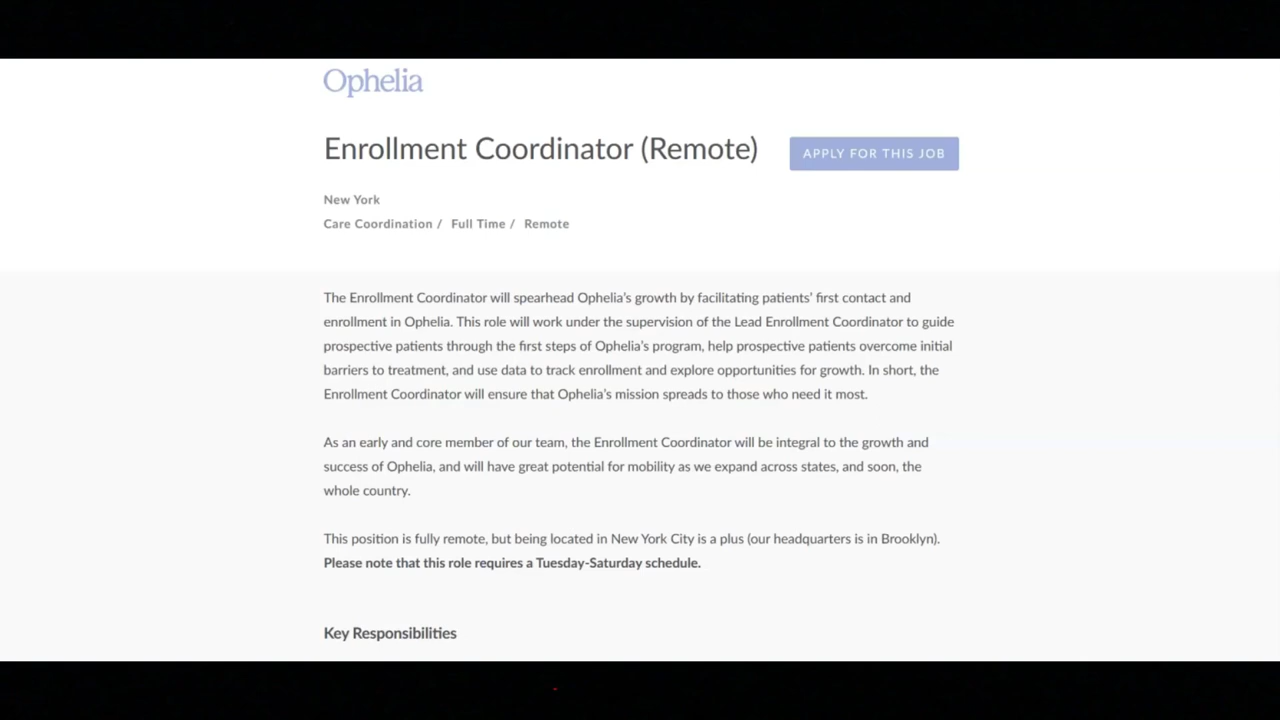 Ophelia
Enrollment Coordinator (Remote)
APPLY FOR THIS JOB
New York
Care Coordination / Full Time / Remote
The Enrollment Coordinator will spearhead Ophelia's growth by facilitating patients' first contact and
enrollment in Ophelia. This role will work under the supervision of the Lead Enrollment Coordinator to guide
prospective patients through the first steps of Ophelia's program, help prospective patients overcome initial
barriers to treatment, and use data to track enrollment and explore opportunities for growth. In short, the
Enrollment Coordinator will ensure that Ophelia's mission spreads to those who need it most.
As an early and core member of our team, the Enrollment Coordinator will be integral to the growth and
success of Ophelia, and will have great potential for mobility as we expand across states, and soon, the
whole country.
This position is fully remote, but being located in New York City is a plus (our headquarters is in Brooklyn).
Please note that this role requires a Tuesday-Saturday schedule.
Key Responsibilities